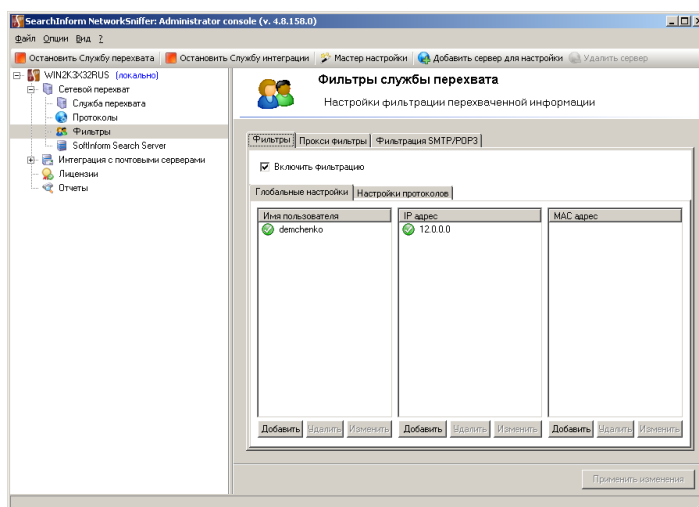 SearchInform NetworkSniffer: Administrator console (v. 4.8.158.0)
Файл Опции Вид ?
Остановить Службу перехвата Остановить Службу интеграции Мастер настройки Добавить сервер для настройки Удалить сервер
WIN2K3X32RUS (локально)
Сетевой перехват
Служба перехвата
Протоколы
Фильтры
SoftInform Search Server
Интеграция с почтовыми серверами
Лицензии
Отчеты
Фильтры службы перехвата
Настройки фильтрации перехваченной информации
Фильтры Прокси фильтры Фильтрация SMTP/POP3
Включить фильтрацию
Глобальные настройки Настройки протоколов
Имя пользователя IP адрес MAC адрес
demchenko 12.0.0.0
Добавить Удалить Изменить Добавить Удалить Изменить Добавить Удалить Изменить
Применить изменения